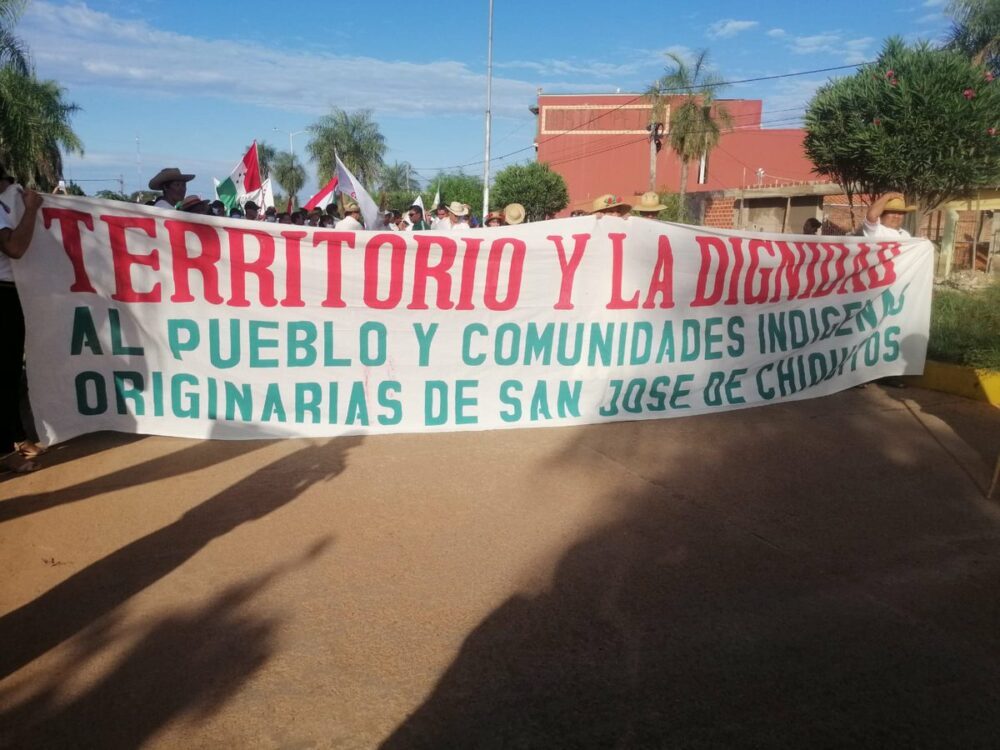 TERRITORIO Y LA DIGNIDAD
AL PUEBLO Y COMUNIDADES INDIGENAS
ORIGINARIAS DE SAN JOSE DE CHIQUITOS